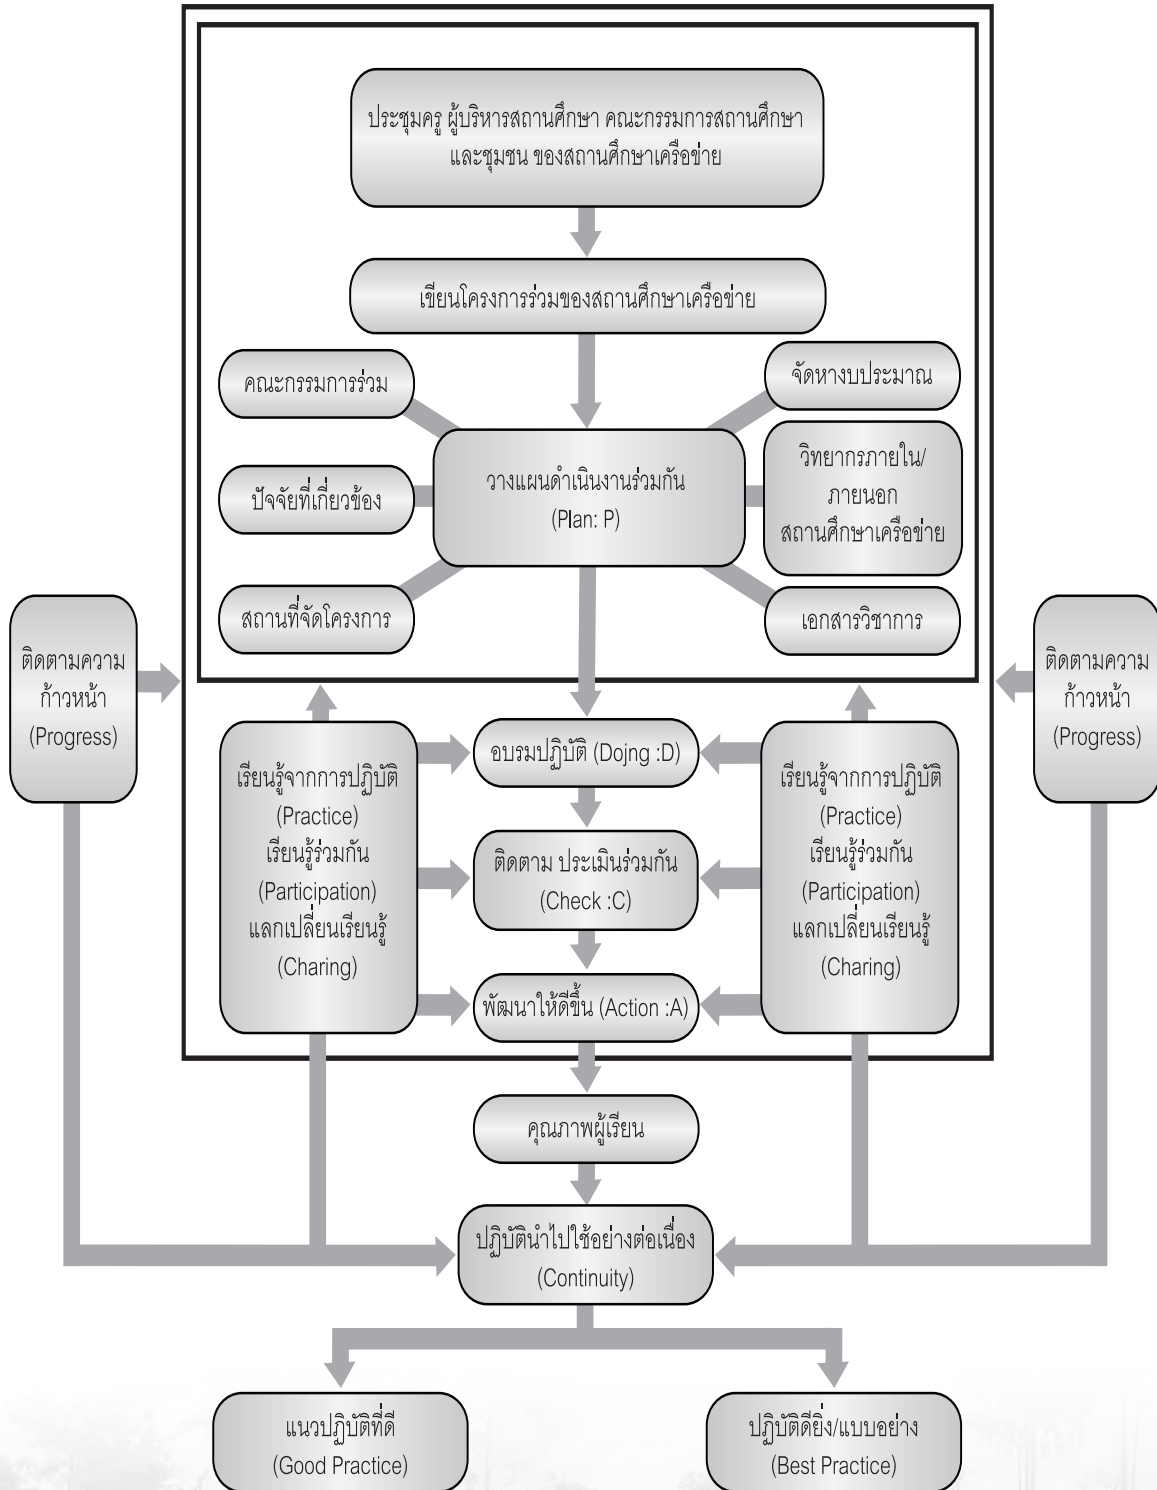 ประชุมครู ผู้บริหารสถานศึกษา คณะกรรมการสถานศึกษา
และชุมชน ของสถานศึกษาเครือข่าย
เขียนโครงการร่วมของสถานศึกษาเครือข่าย
คณะกรรมการร่วม
ปัจจัยที่เกี่ยวข้อง
สถานที่จัดโครงการ
วางแผนดำเนินงานร่วมกัน
(Plan: P)
จัดหางบประมาณ
วิทยากรภายใน/
ภายนอก
สถานศึกษาเครือข่าย
เอกสารวิชาการ
ติดตามความ
ก้าวหน้า
(Progress)
เรียนรู้จากการปฏิบัติ
(Practice)
เรียนรู้ร่วมกัน
(Participation)
แลกเปลี่ยนเรียนรู้
(Charing)
อบรมปฏิบัติ (Dojng :D)
ติดตาม ประเมินร่วมกัน
(Check :C)
พัฒนาให้ดีขึ้น (Action :A)
เรียนรู้จากการปฏิบัติ
(Practice)
เรียนรู้ร่วมกัน
(Participation)
แลกเปลี่ยนเรียนรู้
(Charing)
ติดตามความ
ก้าวหน้า
(Progress)
คุณภาพผู้เรียน
ปฏิบัตินำไปใช้อย่างต่อเนื่อง
(Continuity)
แนวปฏิบัติที่ดี
(Good Practice)
ปฏิบัติดียิ่ง/แบบอย่าง
(Best Practice)